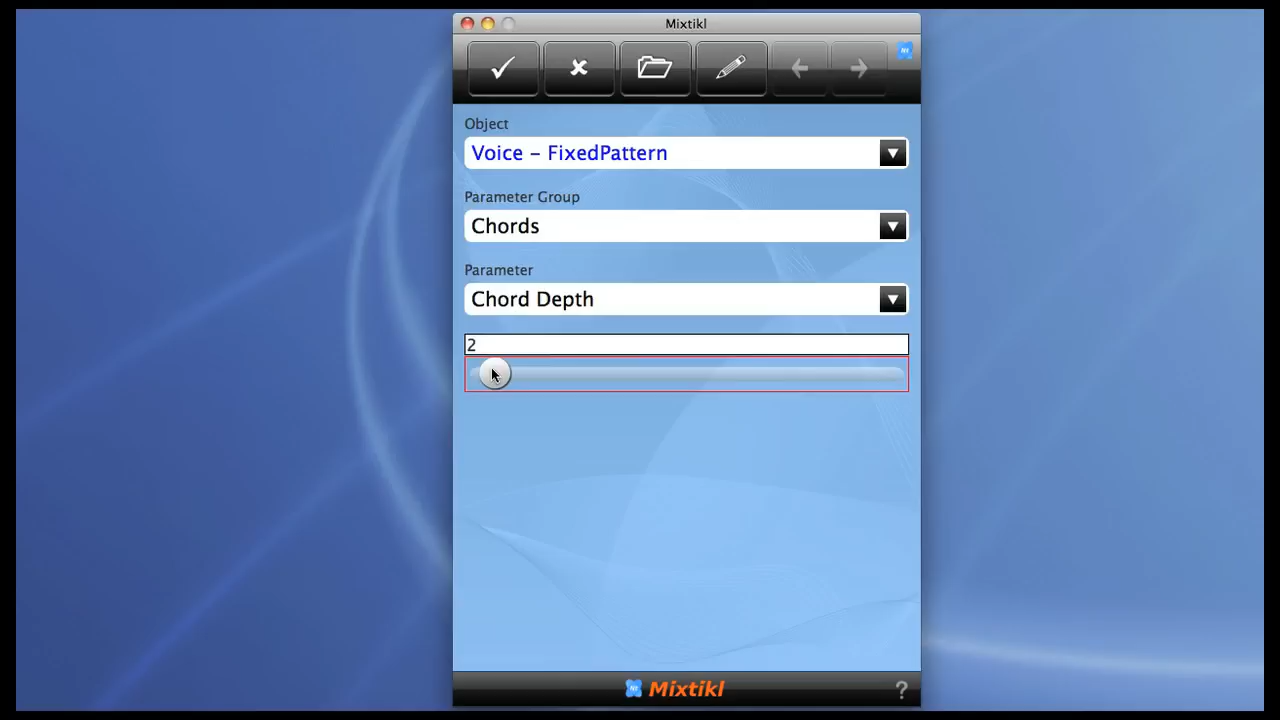 Mixtikl
Object
Voice – FixedPattern
Parameter Group
Chords
Parameter
Chord Depth
2
Mixtikl
?